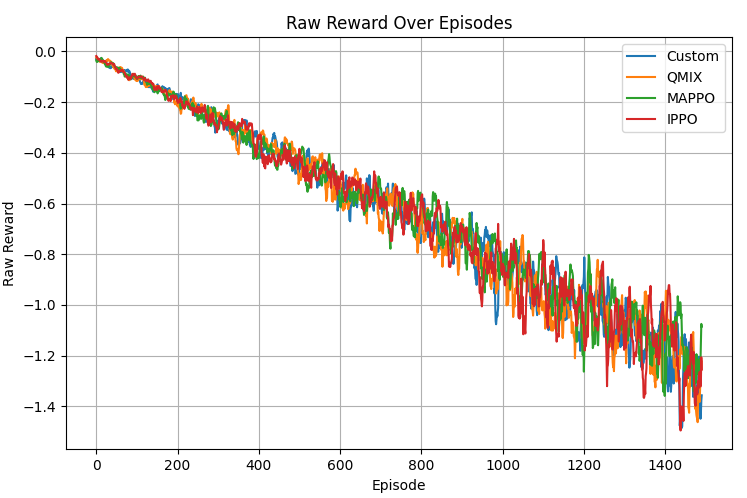 Raw Reward Over Episodes
Raw Reward
0.0
−0.2
−0.4
−0.6
−0.8
−1.0
−1.2
−1.4
Custom
QMIX
MAPPO
IPPO
0 200 400 600 800 1000 1200 1400
Episode